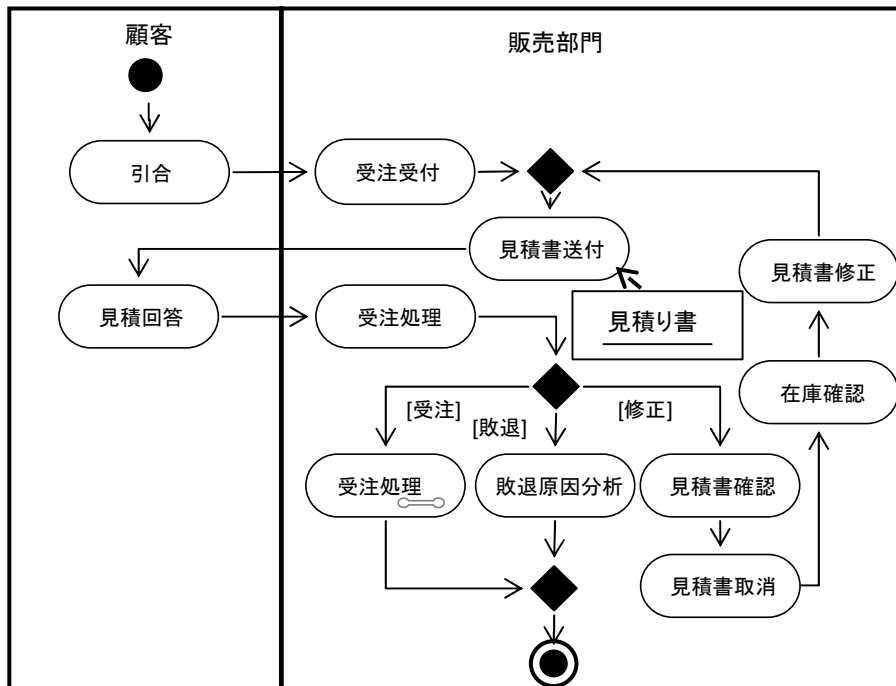 顧客
販売部門
引合
受注受付
見積書送付
見積書修正
見積回答
受注処理
見積り書
在庫確認
[受注]
[敗退]
[修正]
受注処理
敗退原因分析
見積書確認
見積書取消